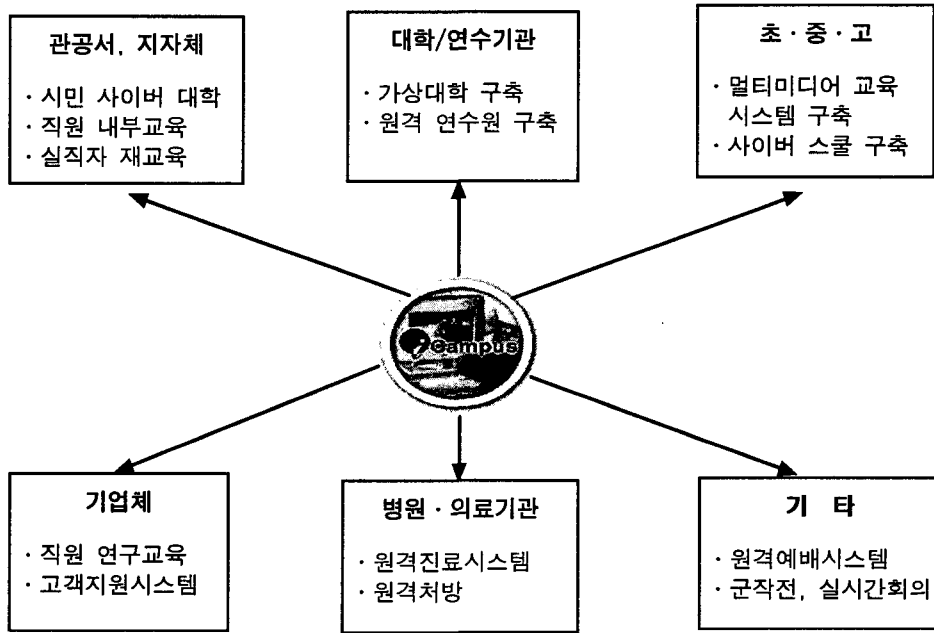 관공서, 지자체
· 시민 사이버 대학
· 직원 내부교육
· 실직자 재교육
대학/연수기관
· 가상대학 구축
· 원격 연수원 구축
초 · 중 · 고
· 멀티미디어 교육
시스템 구축
· 사이버 스쿨 구축
Campus
기업체
· 직원 연구교육
· 고객지원시스템
병원 · 의료기관
· 원격진료시스템
· 원격처방
기 타
· 원격예배시스템
· 군작전, 실시간회의